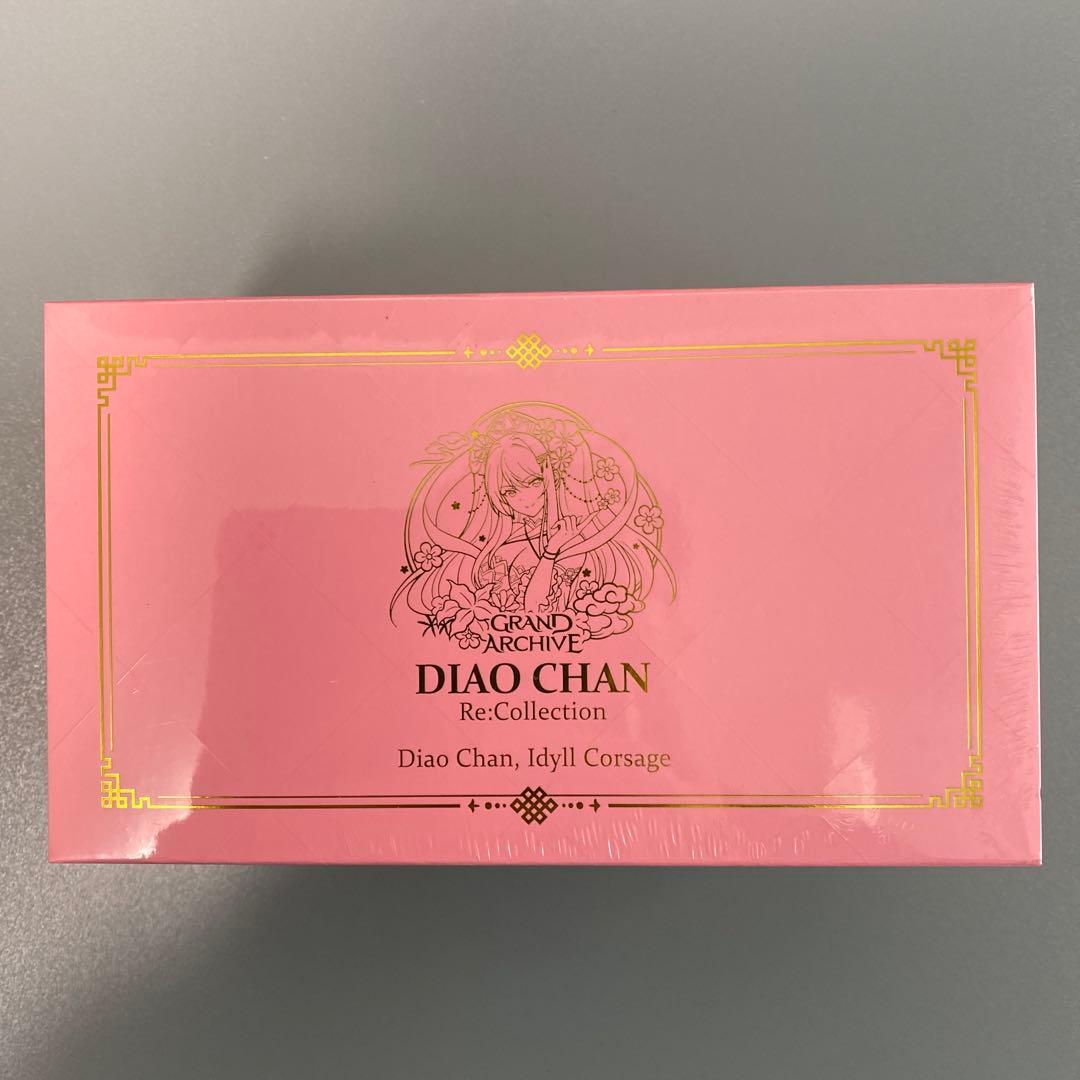 GRAND
ARCHIVE
DIAO CHAN
Re:Collection
Diao Chan, Idyll Corsage